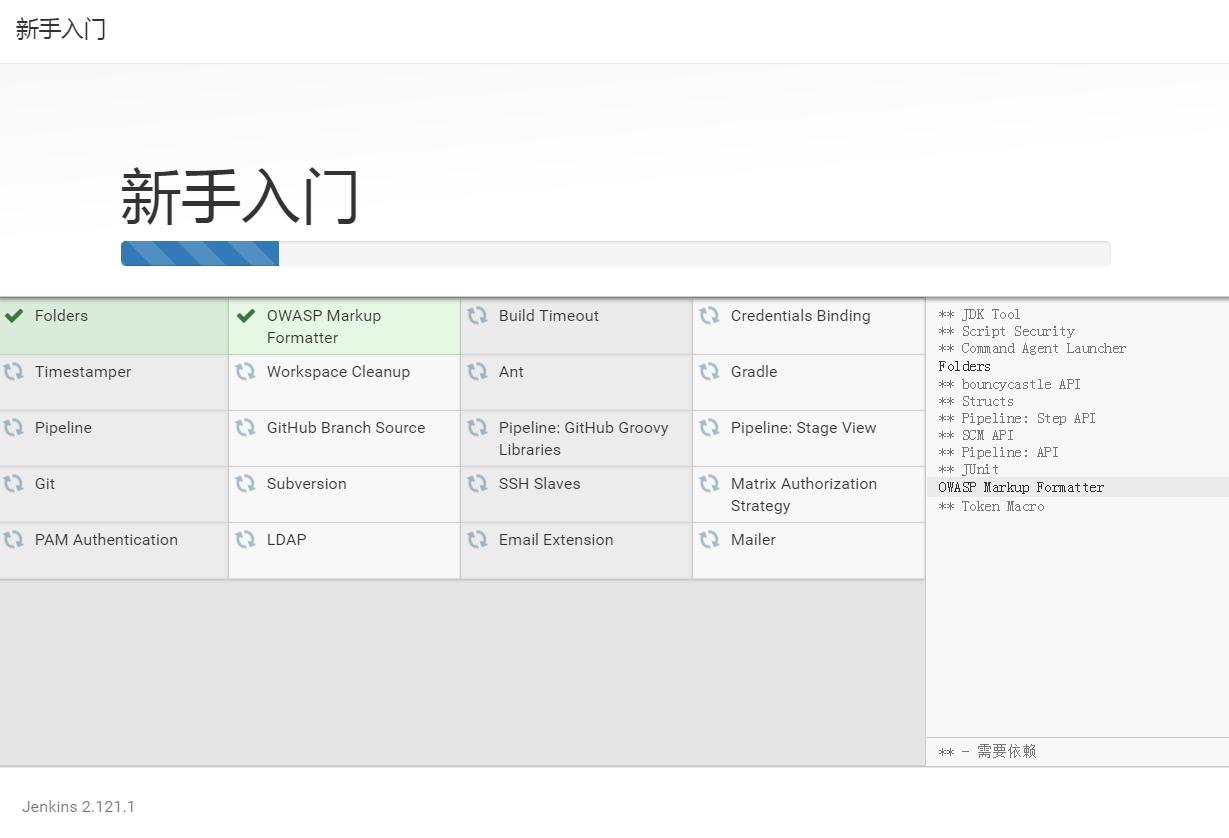 新手入门
新手入门
Folders
OWASP Markup
Formatter
Build Timeout
Credentials Binding
Timestamper
Workspace Cleanup
Ant
Gradle
Pipeline
GitHub Branch Source
Pipeline: GitHub Groovy
Libraries
Pipeline: Stage View
Git
Subversion
SSH Slaves
Matrix Authorization
Strategy
PAM Authentication
LDAP
Email Extension
Mailer
** JDK Tool
** Script Security
** Command Agent Launcher
Folders
** bouncycastle API
** Structs
** Pipeline: Step API
** SCM API
** Pipeline: API
** JUnit
OWASP Markup Formatter
** Token Macro
** - 需要依赖
Jenkins 2.121.1